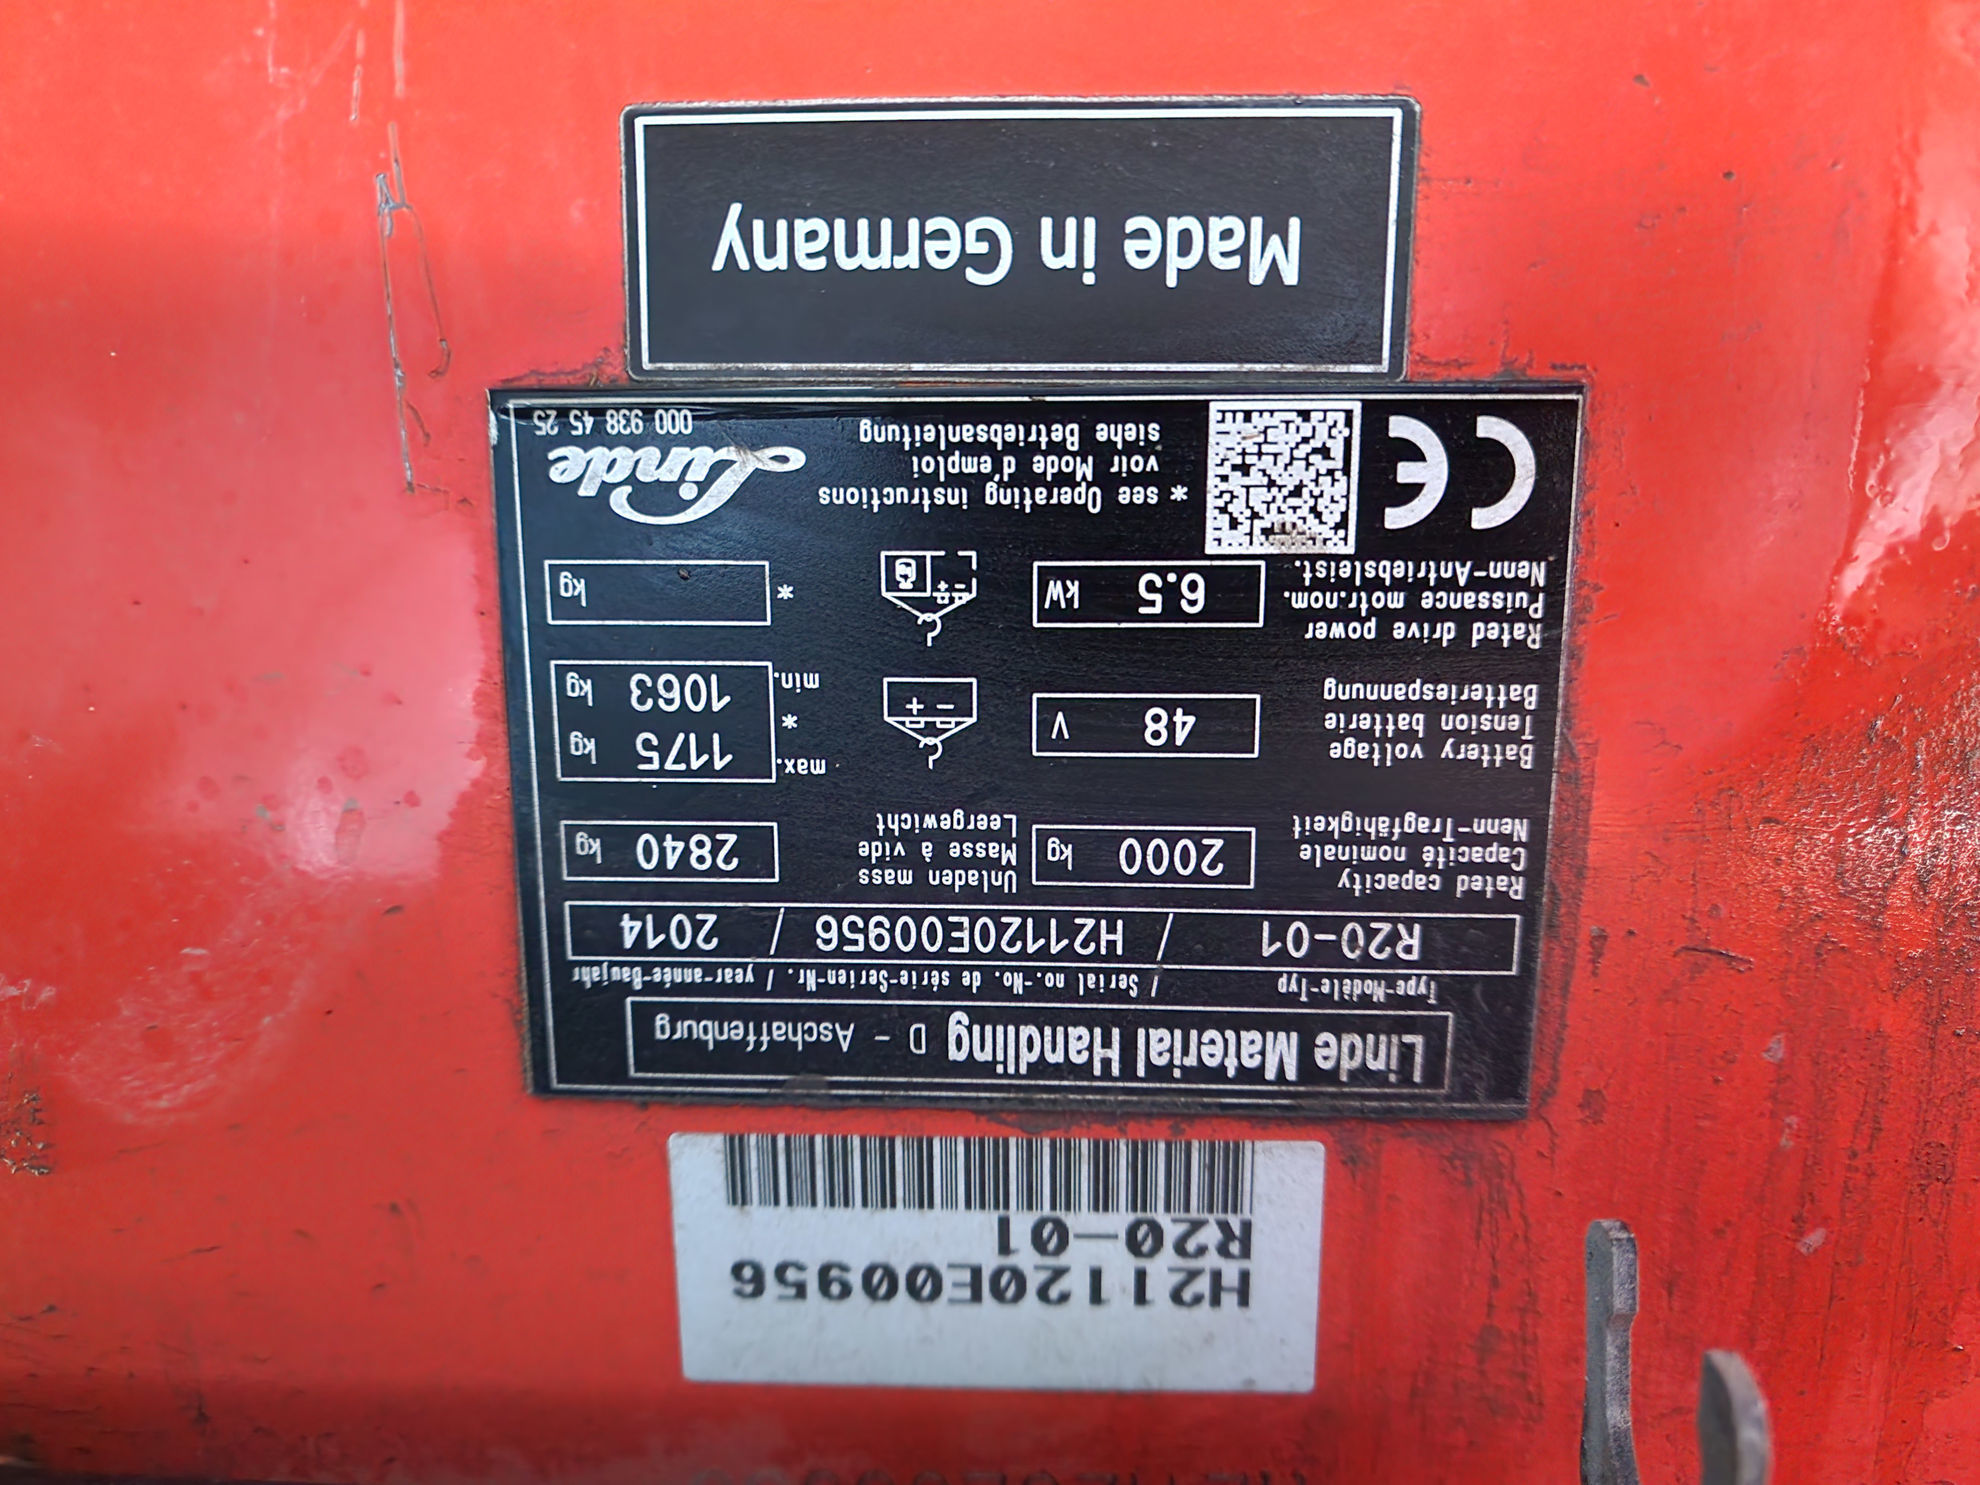 H21120E00956
R20-01
Linde Material Handling D - Aschaffenburg
Type-Modèle-Typ / Serial no.-No. de série-Serien-Nr. / year-année-Baujahr
R20-01 / H21120E00956 / 2014
Rated capacity
Capacité nominale
Nenn-Tragfähigkeit
2000 kg
Unladen mass
Masse à vide
Leergewicht
2840 kg
Battery voltage
Tension batterie
Batteriespannung
48 V
max. 1175 kg
*
min. 1063 kg
Rated drive power
Puissance motr.nom.
Nenn-Antriebsleist.
6.5 kW
* kg
CE
* see Operating instructions
voir Mode d'emploi
siehe Betriebsanleitung
Linde
000 938 45 25
Made in Germany